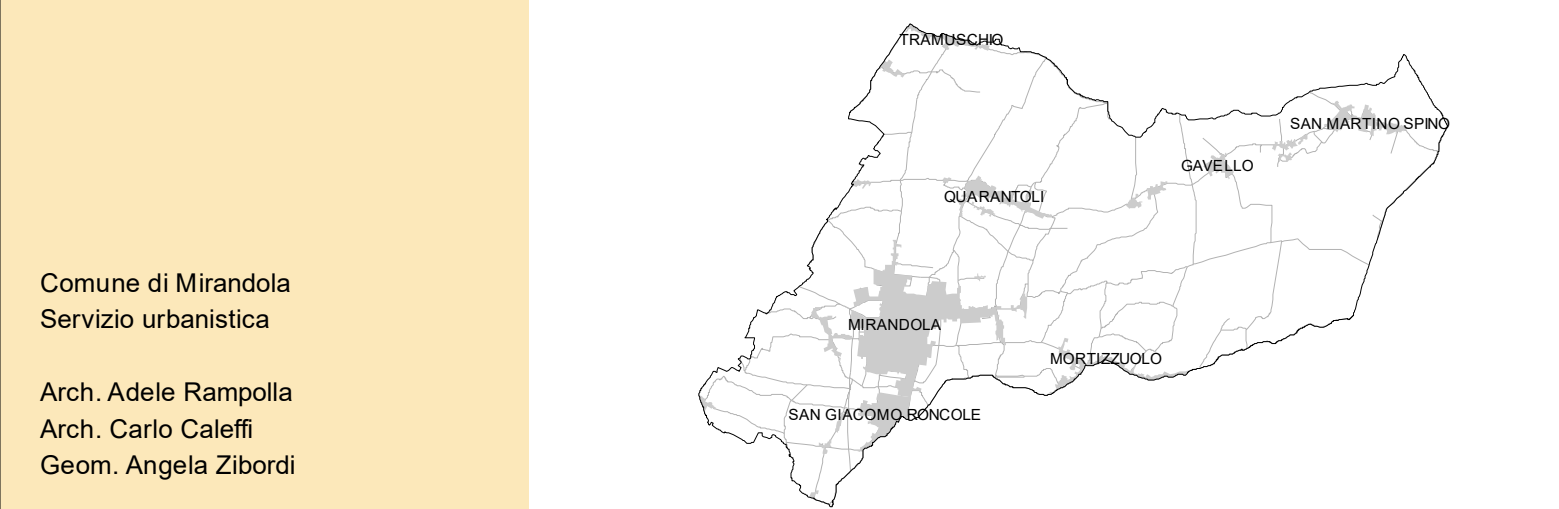 Comune di Mirandola
Servizio urbanistica
Arch. Adele Rampolla
Arch. Carlo Caleffi
Geom. Angela Zibordi
TRAMUSCHIO
SAN MARTINO SPINO
GAVELLO
QUARANTOLI
MIRANDOLA
MORTIZZUOLO
SAN GIACOMO RONCOLE